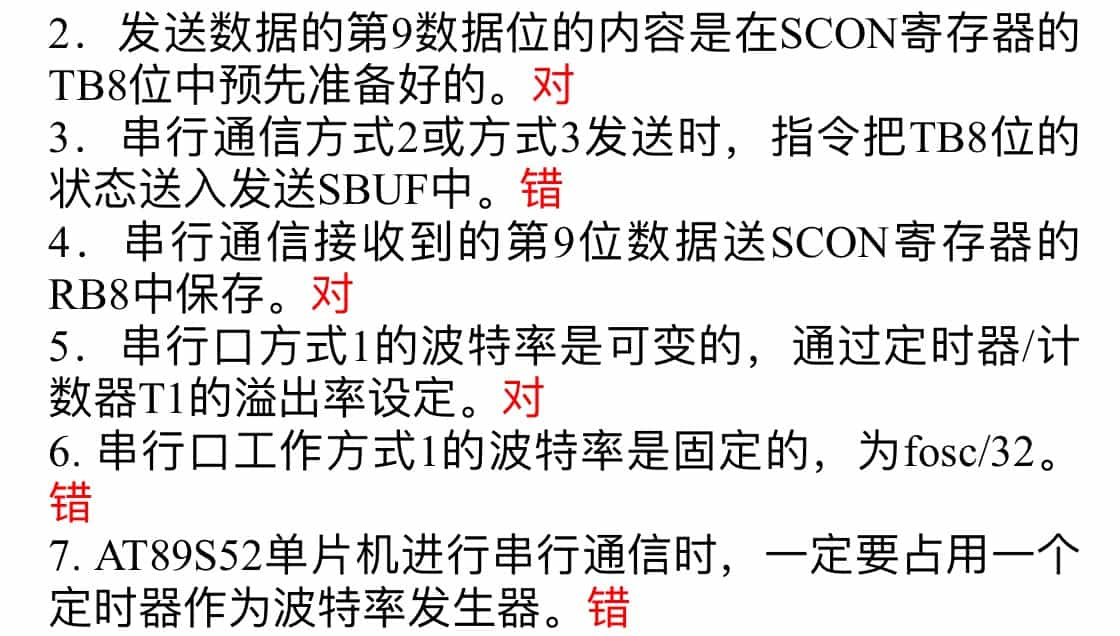 2．发送数据的第9数据位的内容是在SCON寄存器的
TB8位中预先准备好的。对
3．串行通信方式2或方式3发送时，指令把TB8位的
状态送入发送SBUF中。错
4．串行通信接收到的第9位数据送SCON寄存器的
RB8中保存。对
5．串行口方式1的波特率是可变的，通过定时器/计
数器T1的溢出率设定。对
6. 串行口工作方式1的波特率是固定的，为fosc/32。
错
7. AT89S52单片机进行串行通信时，一定要占用一个
定时器作为波特率发生器。错